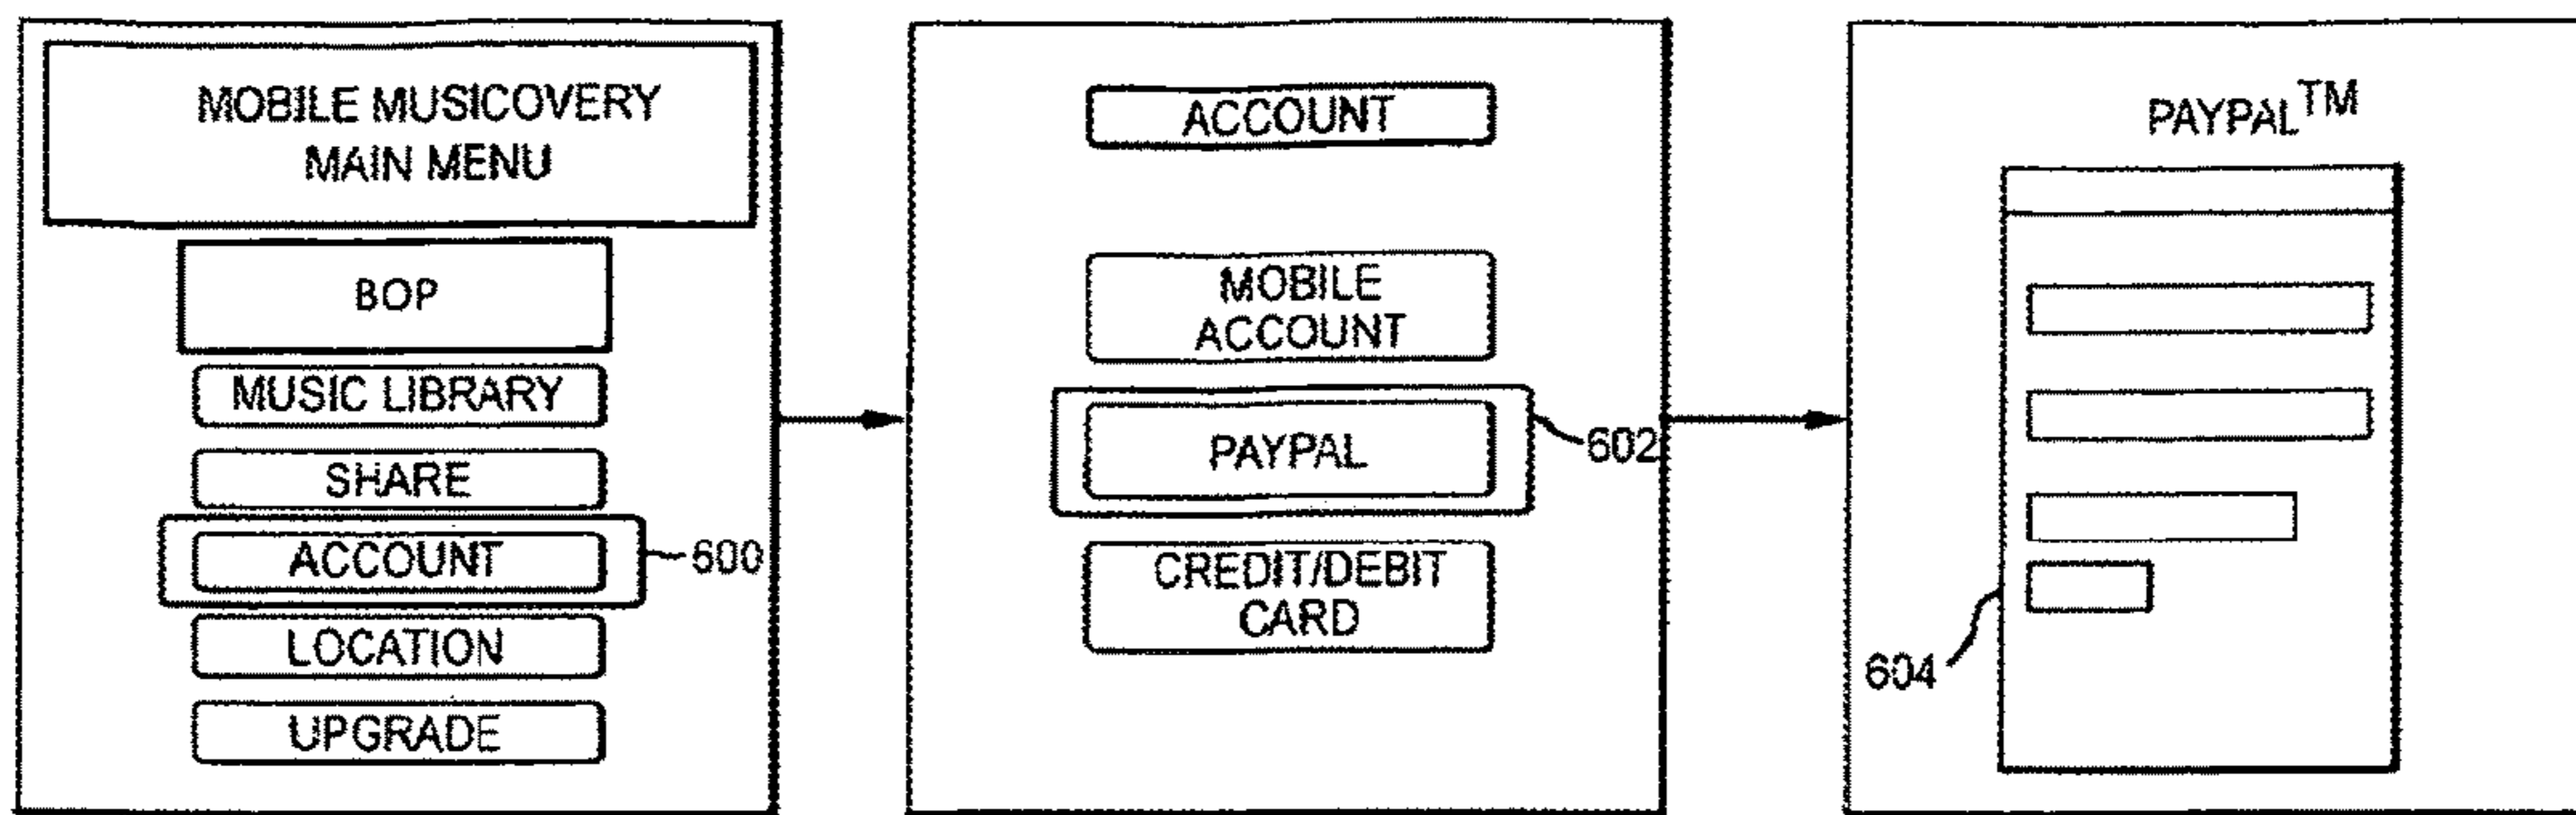 MOBILE MUSICOVERY
MAIN MENU
BOP
MUSIC LIBRARY
SHARE
ACCOUNT
600
LOCATION
UPGRADE
ACCOUNT
MOBILE
ACCOUNT
PAYPAL
602
CREDIT/DEBIT
CARD
PAYPAL™
604